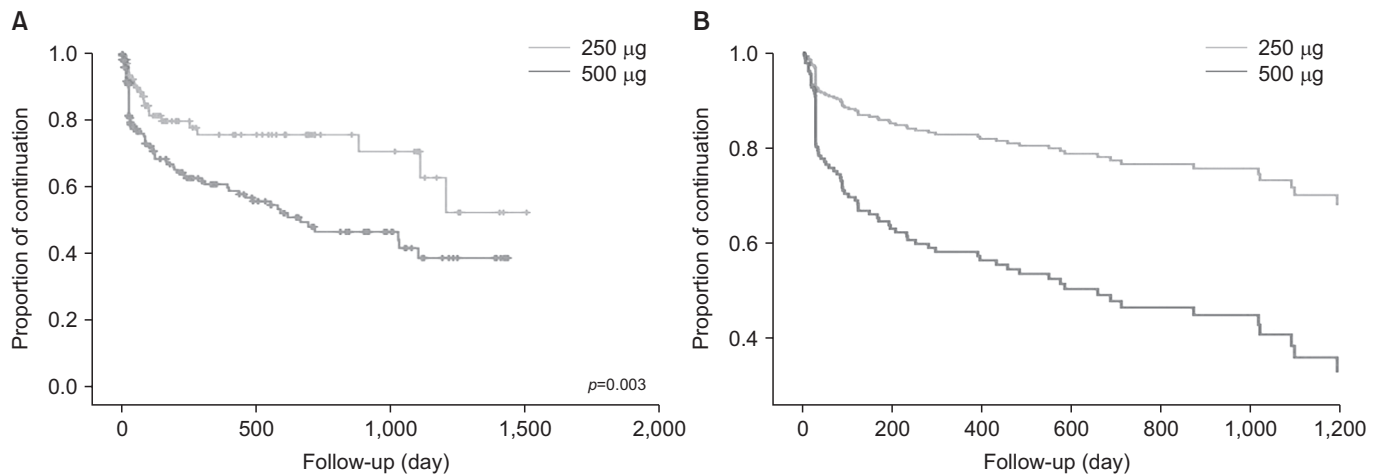 A
1.0
0.8
0.6
0.4
0.2
0.0
Proportion of continuation
250 μg
500 μg
p=0.003
0 500 1,000 1,500 2,000
Follow-up (day)
B
1.0
0.8
0.6
0.4
Proportion of continuation
250 μg
500 μg
0 200 400 600 800 1,000 1,200
Follow-up (day)